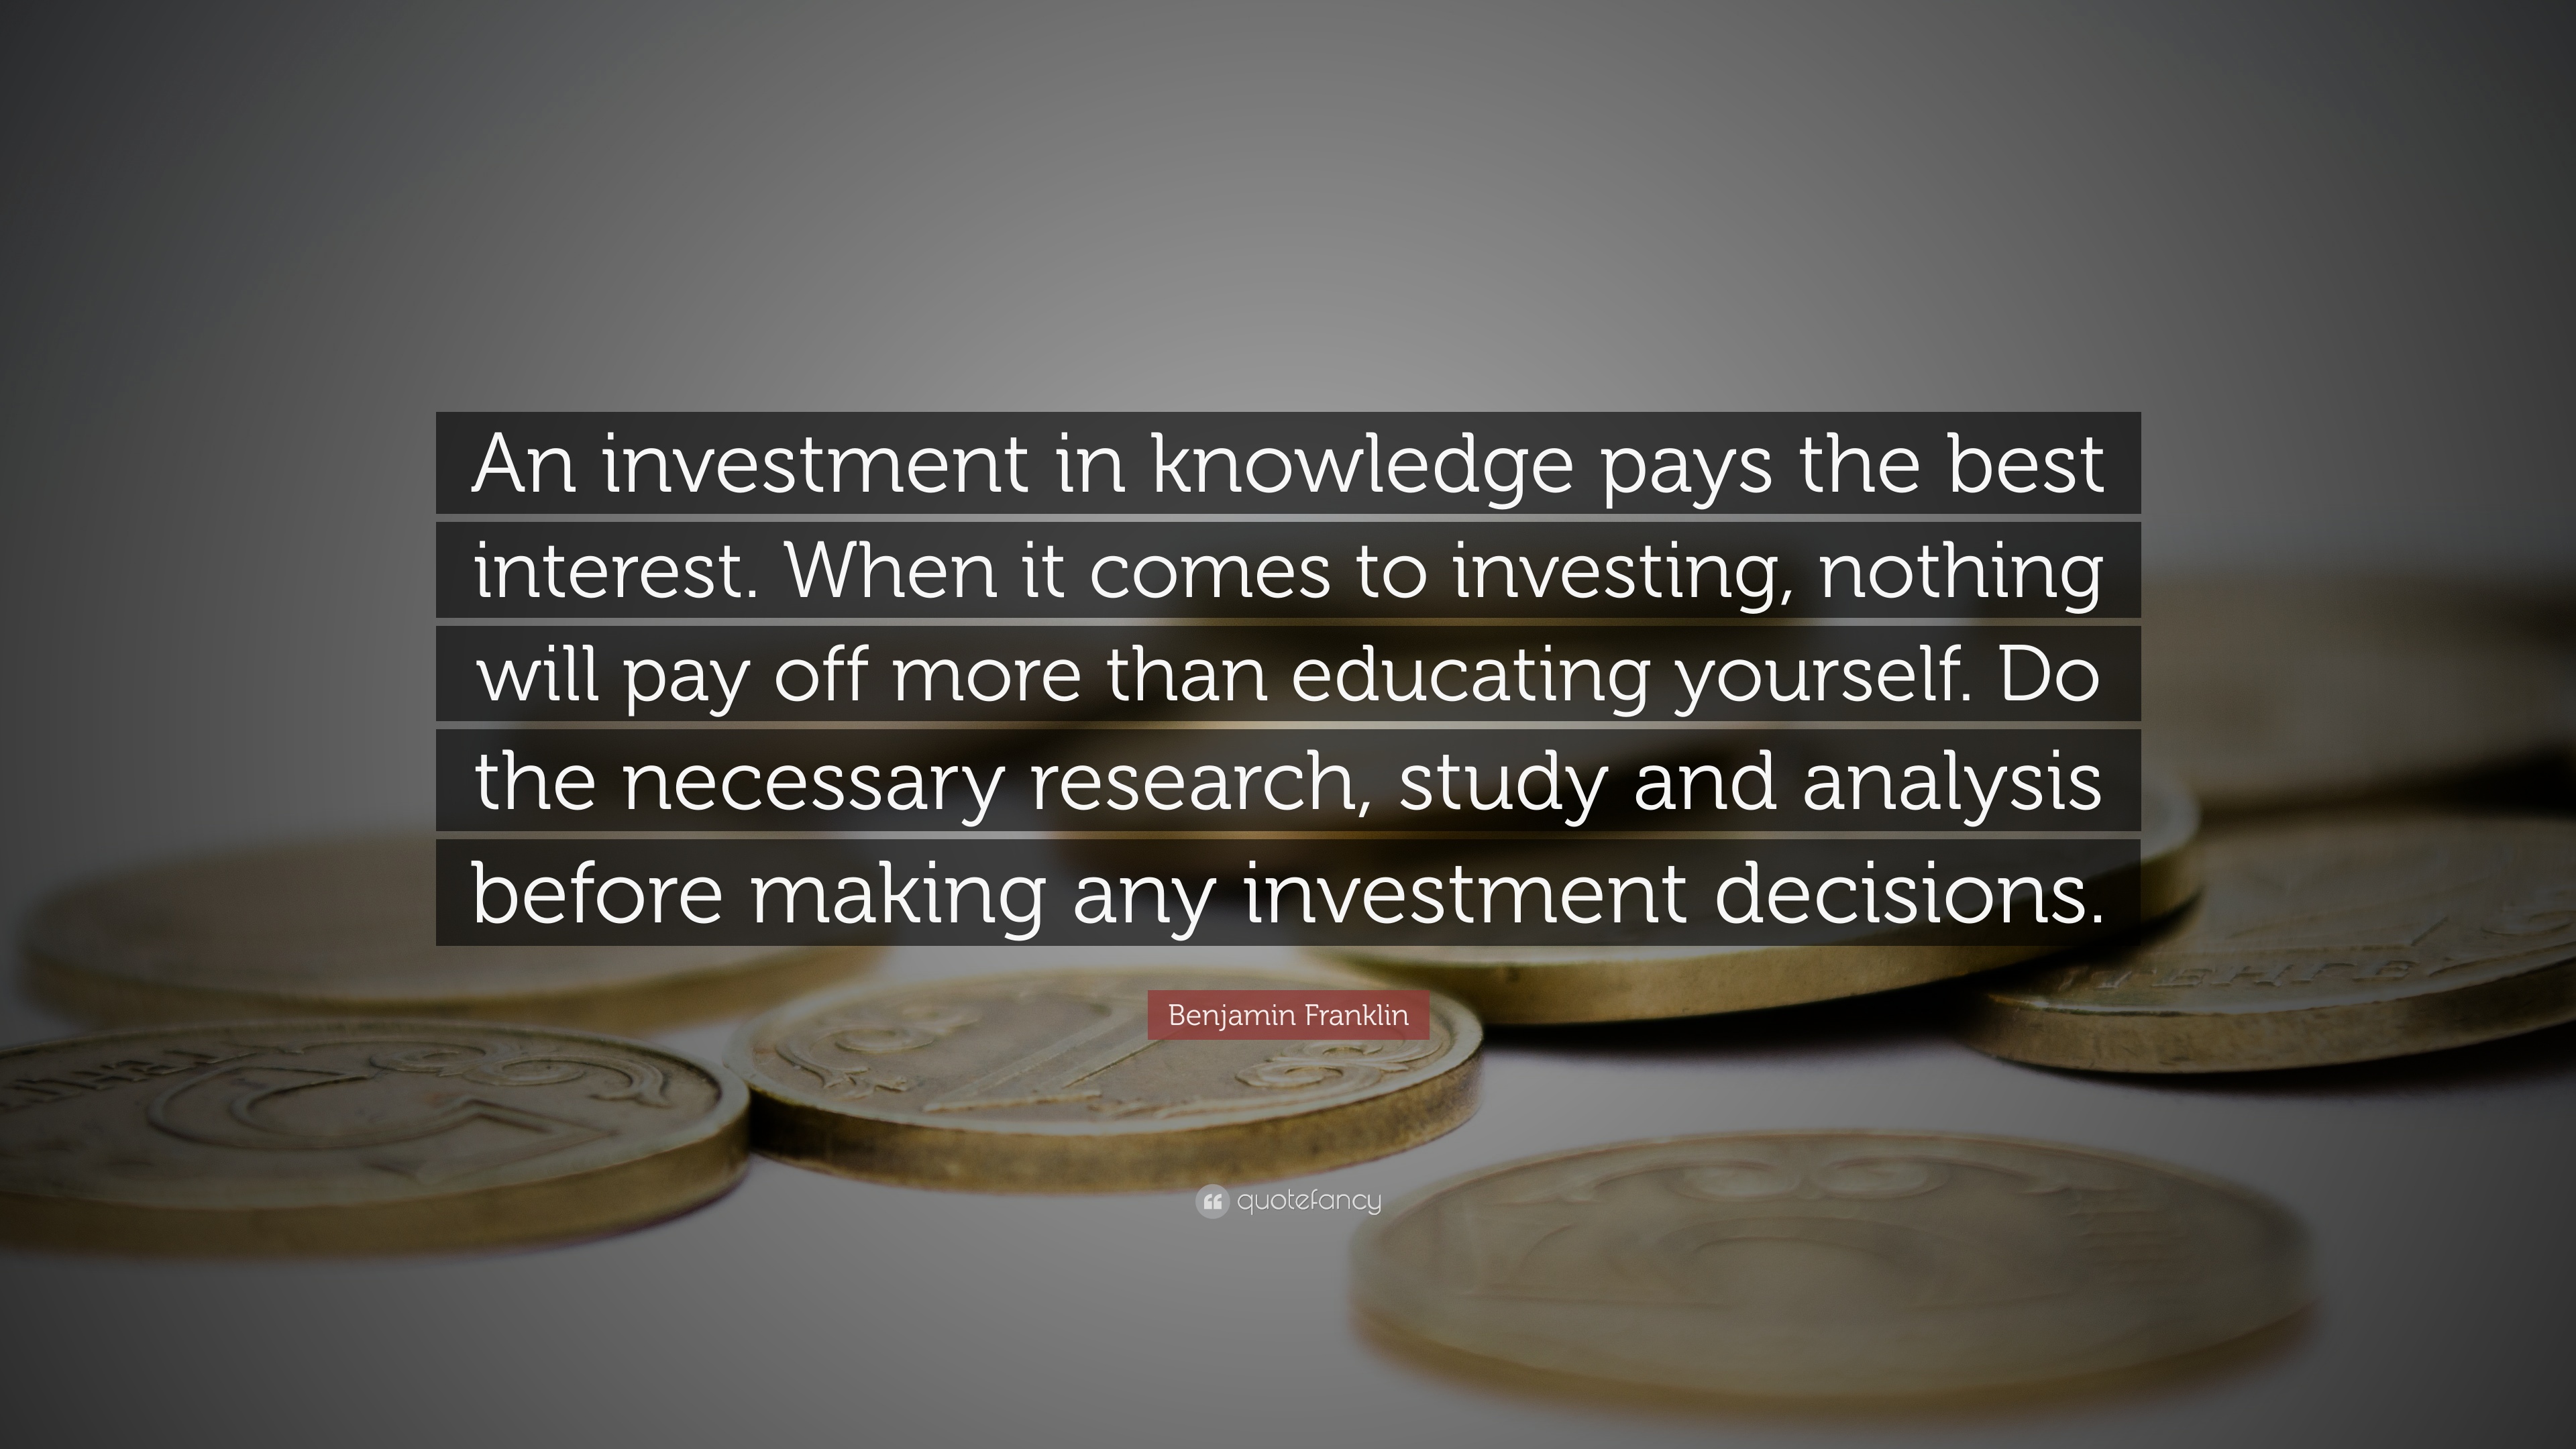 An investment in knowledge pays the best
interest. When it comes to investing, nothing
will pay off more than educating yourself. Do
the necessary research, study and analysis
before making any investment decisions.
Benjamin Franklin
quotefancy